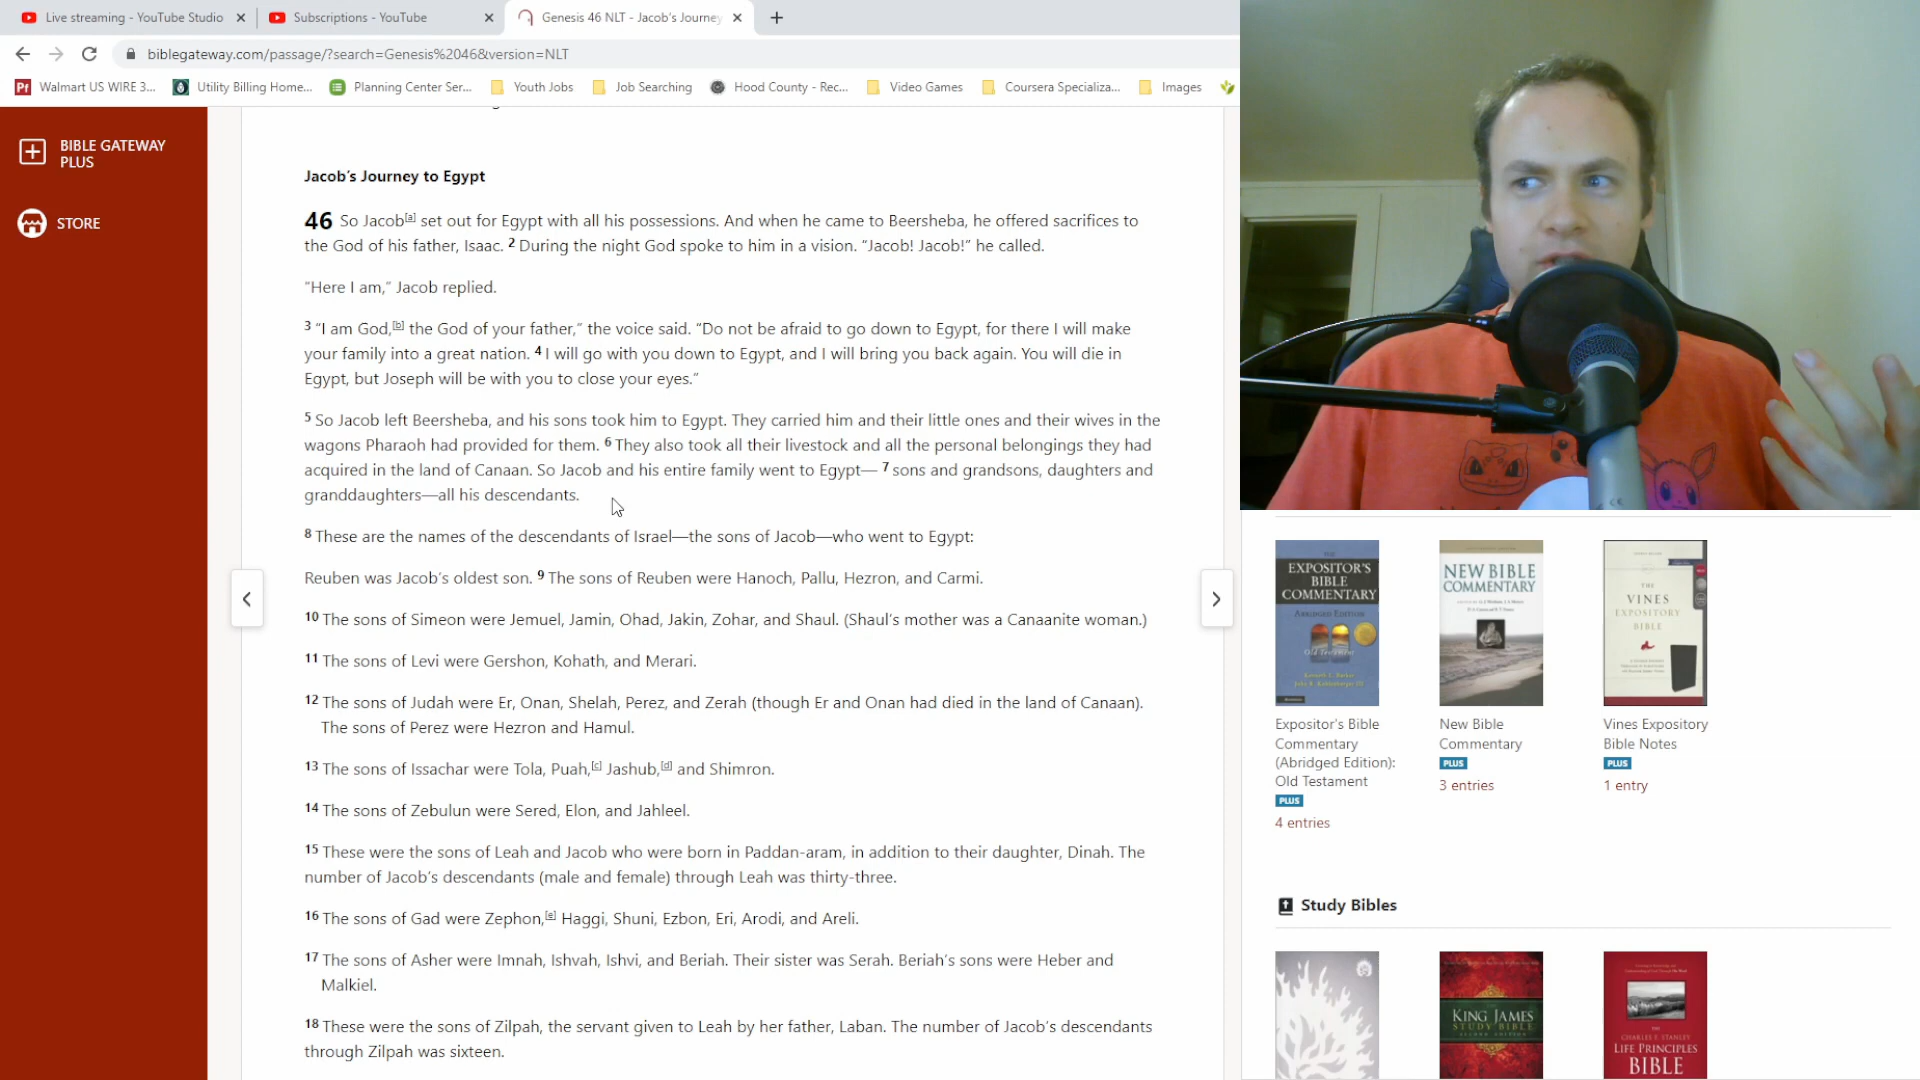 Live streaming - YouTube Studio
Subscriptions - YouTube
Genesis 46 NLT - Jacob's Journey
biblegateway.com/passage/?search=Genesis%2046&version=NLT
Walmart US WIRE 3...
Utility Billing Home...
Planning Center Ser...
Youth Jobs
Job Searching
Hood County - Rec...
Video Games
Coursera Specializa...
Images
BIBLE GATEWAY
PLUS
STORE
Jacob's Journey to Egypt
46 So Jacob[a] set out for Egypt with all his possessions. And when he came to Beersheba, he offered sacrifices to
the God of his father, Isaac. 2 During the night God spoke to him in a vision. “Jacob! Jacob!” he called.
“Here I am,” Jacob replied.
3 “I am God,[b] the God of your father,” the voice said. “Do not be afraid to go down to Egypt, for there I will make
your family into a great nation. 4 I will go with you down to Egypt, and I will bring you back again. You will die in
Egypt, but Joseph will be with you to close your eyes.”
5 So Jacob left Beersheba, and his sons took him to Egypt. They carried him and their little ones and their wives in the
wagons Pharaoh had provided for them. 6 They also took all their livestock and all the personal belongings they had
acquired in the land of Canaan. So Jacob and his entire family went to Egypt— 7 sons and grandsons, daughters and
granddaughters—all his descendants.
8 These are the names of the descendants of Israel—the sons of Jacob—who went to Egypt:
Reuben was Jacob's oldest son. 9 The sons of Reuben were Hanoch, Pallu, Hezron, and Carmi.
10 The sons of Simeon were Jemuel, Jamin, Ohad, Jakin, Zohar, and Shaul. (Shaul's mother was a Canaanite woman.)
11 The sons of Levi were Gershon, Kohath, and Merari.
12 The sons of Judah were Er, Onan, Shelah, Perez, and Zerah (though Er and Onan had died in the land of Canaan).
The sons of Perez were Hezron and Hamul.
13 The sons of Issachar were Tola, Puah,[c] Jashub,[d] and Shimron.
14 The sons of Zebulun were Sered, Elon, and Jahleel.
15 These were the sons of Leah and Jacob who were born in Paddan-aram, in addition to their daughter, Dinah. The
number of Jacob's descendants (male and female) through Leah was thirty-three.
16 The sons of Gad were Zephon,[e] Haggi, Shuni, Ezbon, Eri, Arodi, and Areli.
17 The sons of Asher were Imnah, Ishvah, Ishvi, and Beriah. Their sister was Serah. Beriah's sons were Heber and
Malkiel.
18 These were the sons of Zilpah, the servant given to Leah by her father, Laban. The number of Jacob's descendants
through Zilpah was sixteen.
THE
EXPOSITOR'S
BIBLE
COMMENTARY
ABRIDGED EDITION
Old Testament
NEW BIBLE
COMMENTARY
THE
VINES
EXPOSITORY
BIBLE
Expositor's Bible
Commentary
(Abridged Edition):
Old Testament
PLUS
4 entries
New Bible
Commentary
PLUS
3 entries
Vines Expository
Bible Notes
PLUS
1 entry
Study Bibles
KING JAMES
STUDY BIBLE
THE
CHARLES F. STANLEY
LIFE PRINCIPLES
BIBLE